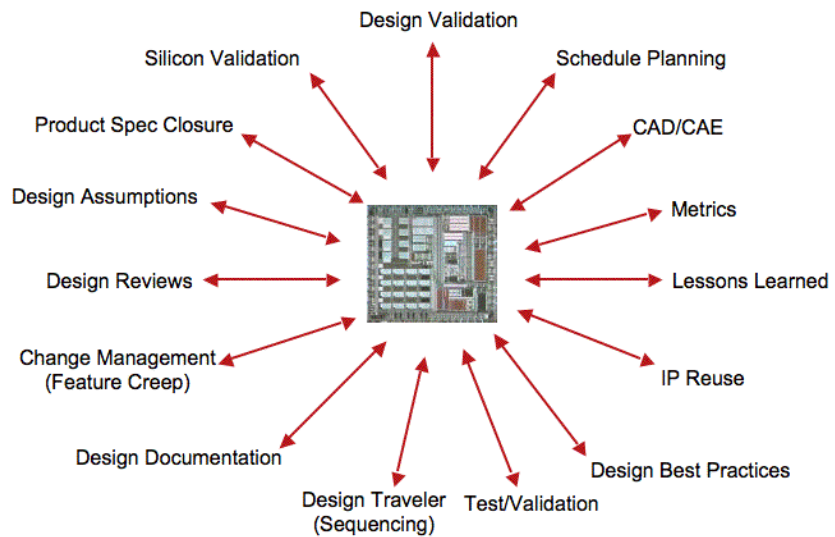 Design Validation
Silicon Validation
Schedule Planning
Product Spec Closure
CAD/CAE
Design Assumptions
Metrics
Design Reviews
Lessons Learned
Change Management
(Feature Creep)
IP Reuse
Design Documentation
Design Best Practices
Design Traveler
(Sequencing)
Test/Validation